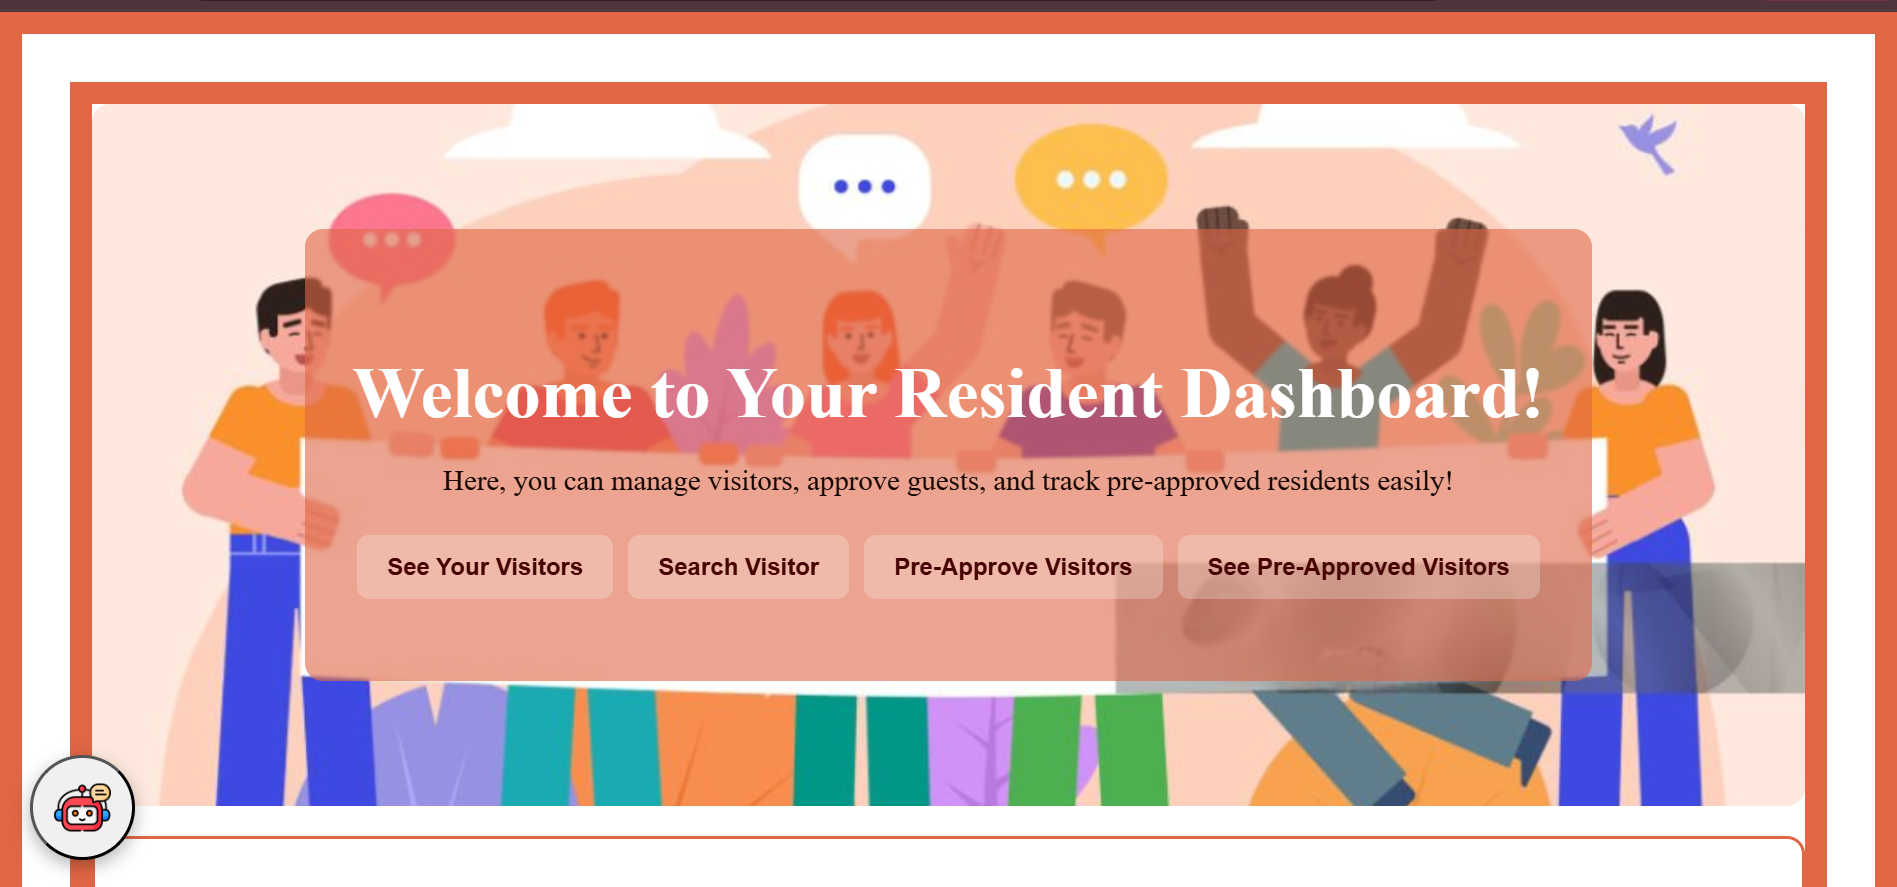 Welcome to Your Resident Dashboard!
Here, you can manage visitors, approve guests, and track pre-approved residents easily!
See Your Visitors
Search Visitor
Pre-Approve Visitors
See Pre-Approved Visitors